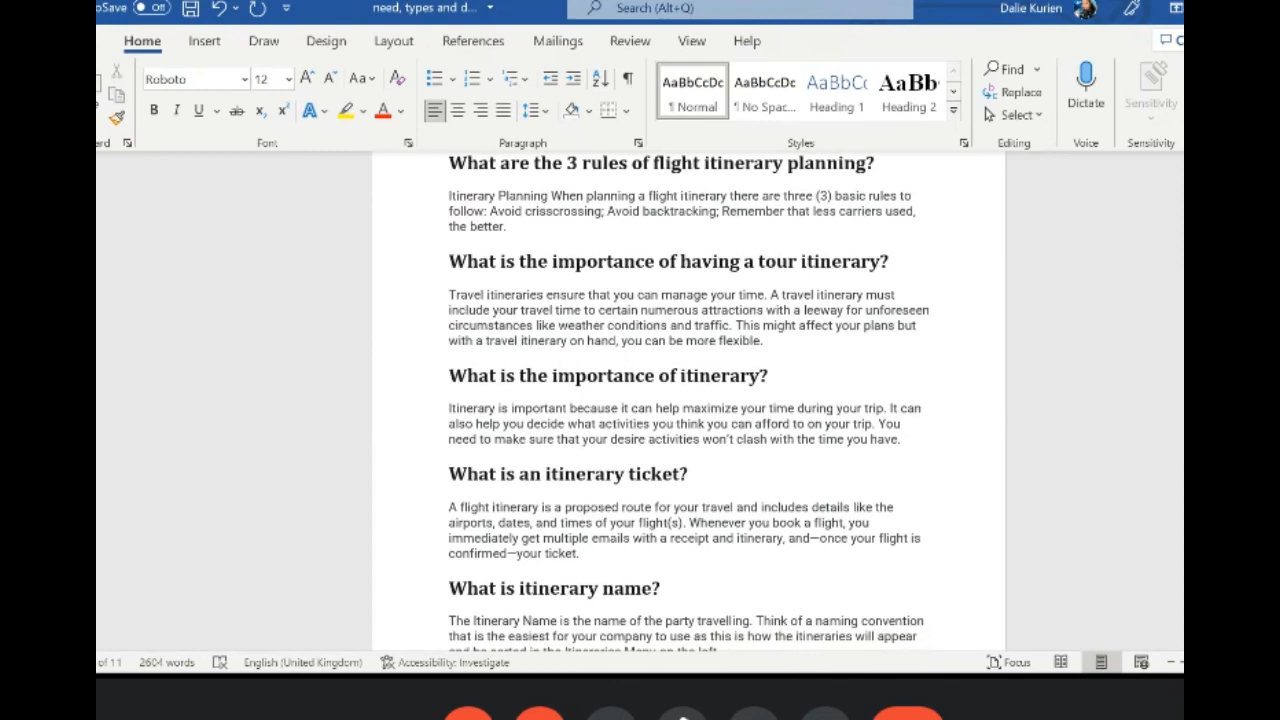 oSave Off need, types and d... Search (Alt+Q) Dalie Kurien
Home Insert Draw Design Layout References Mailings Review View Help
Roboto 12 Aa AaBbCcDc AaBbCcDc AaBbC( AaBb( Find Replace Select Dictate Sensitivity
¶ Normal ¶ No Spac... Heading 1 Heading 2
ard Font Paragraph Styles Editing Voice Sensitivity
What are the 3 rules of flight itinerary planning?
Itinerary Planning When planning a flight itinerary there are three (3) basic rules to
follow: Avoid crisscrossing; Avoid backtracking; Remember that less carriers used,
the better.
What is the importance of having a tour itinerary?
Travel itineraries ensure that you can manage your time. A travel itinerary must
include your travel time to certain numerous attractions with a leeway for unforeseen
circumstances like weather conditions and traffic. This might affect your plans but
with a travel itinerary on hand, you can be more flexible.
What is the importance of itinerary?
Itinerary is important because it can help maximize your time during your trip. It can
also help you decide what activities you think you can afford to on your trip. You
need to make sure that your desire activities won't clash with the time you have.
What is an itinerary ticket?
A flight itinerary is a proposed route for your travel and includes details like the
airports, dates, and times of your flight(s). Whenever you book a flight, you
immediately get multiple emails with a receipt and itinerary, and—once your flight is
confirmed—your ticket.
What is itinerary name?
The Itinerary Name is the name of the party travelling. Think of a naming convention
that is the easiest for your company to use as this is how the itineraries will appear
and be sorted in the Itineraries Menu on the left.
of 11 2604 words English (United Kingdom) Accessibility: Investigate Focus